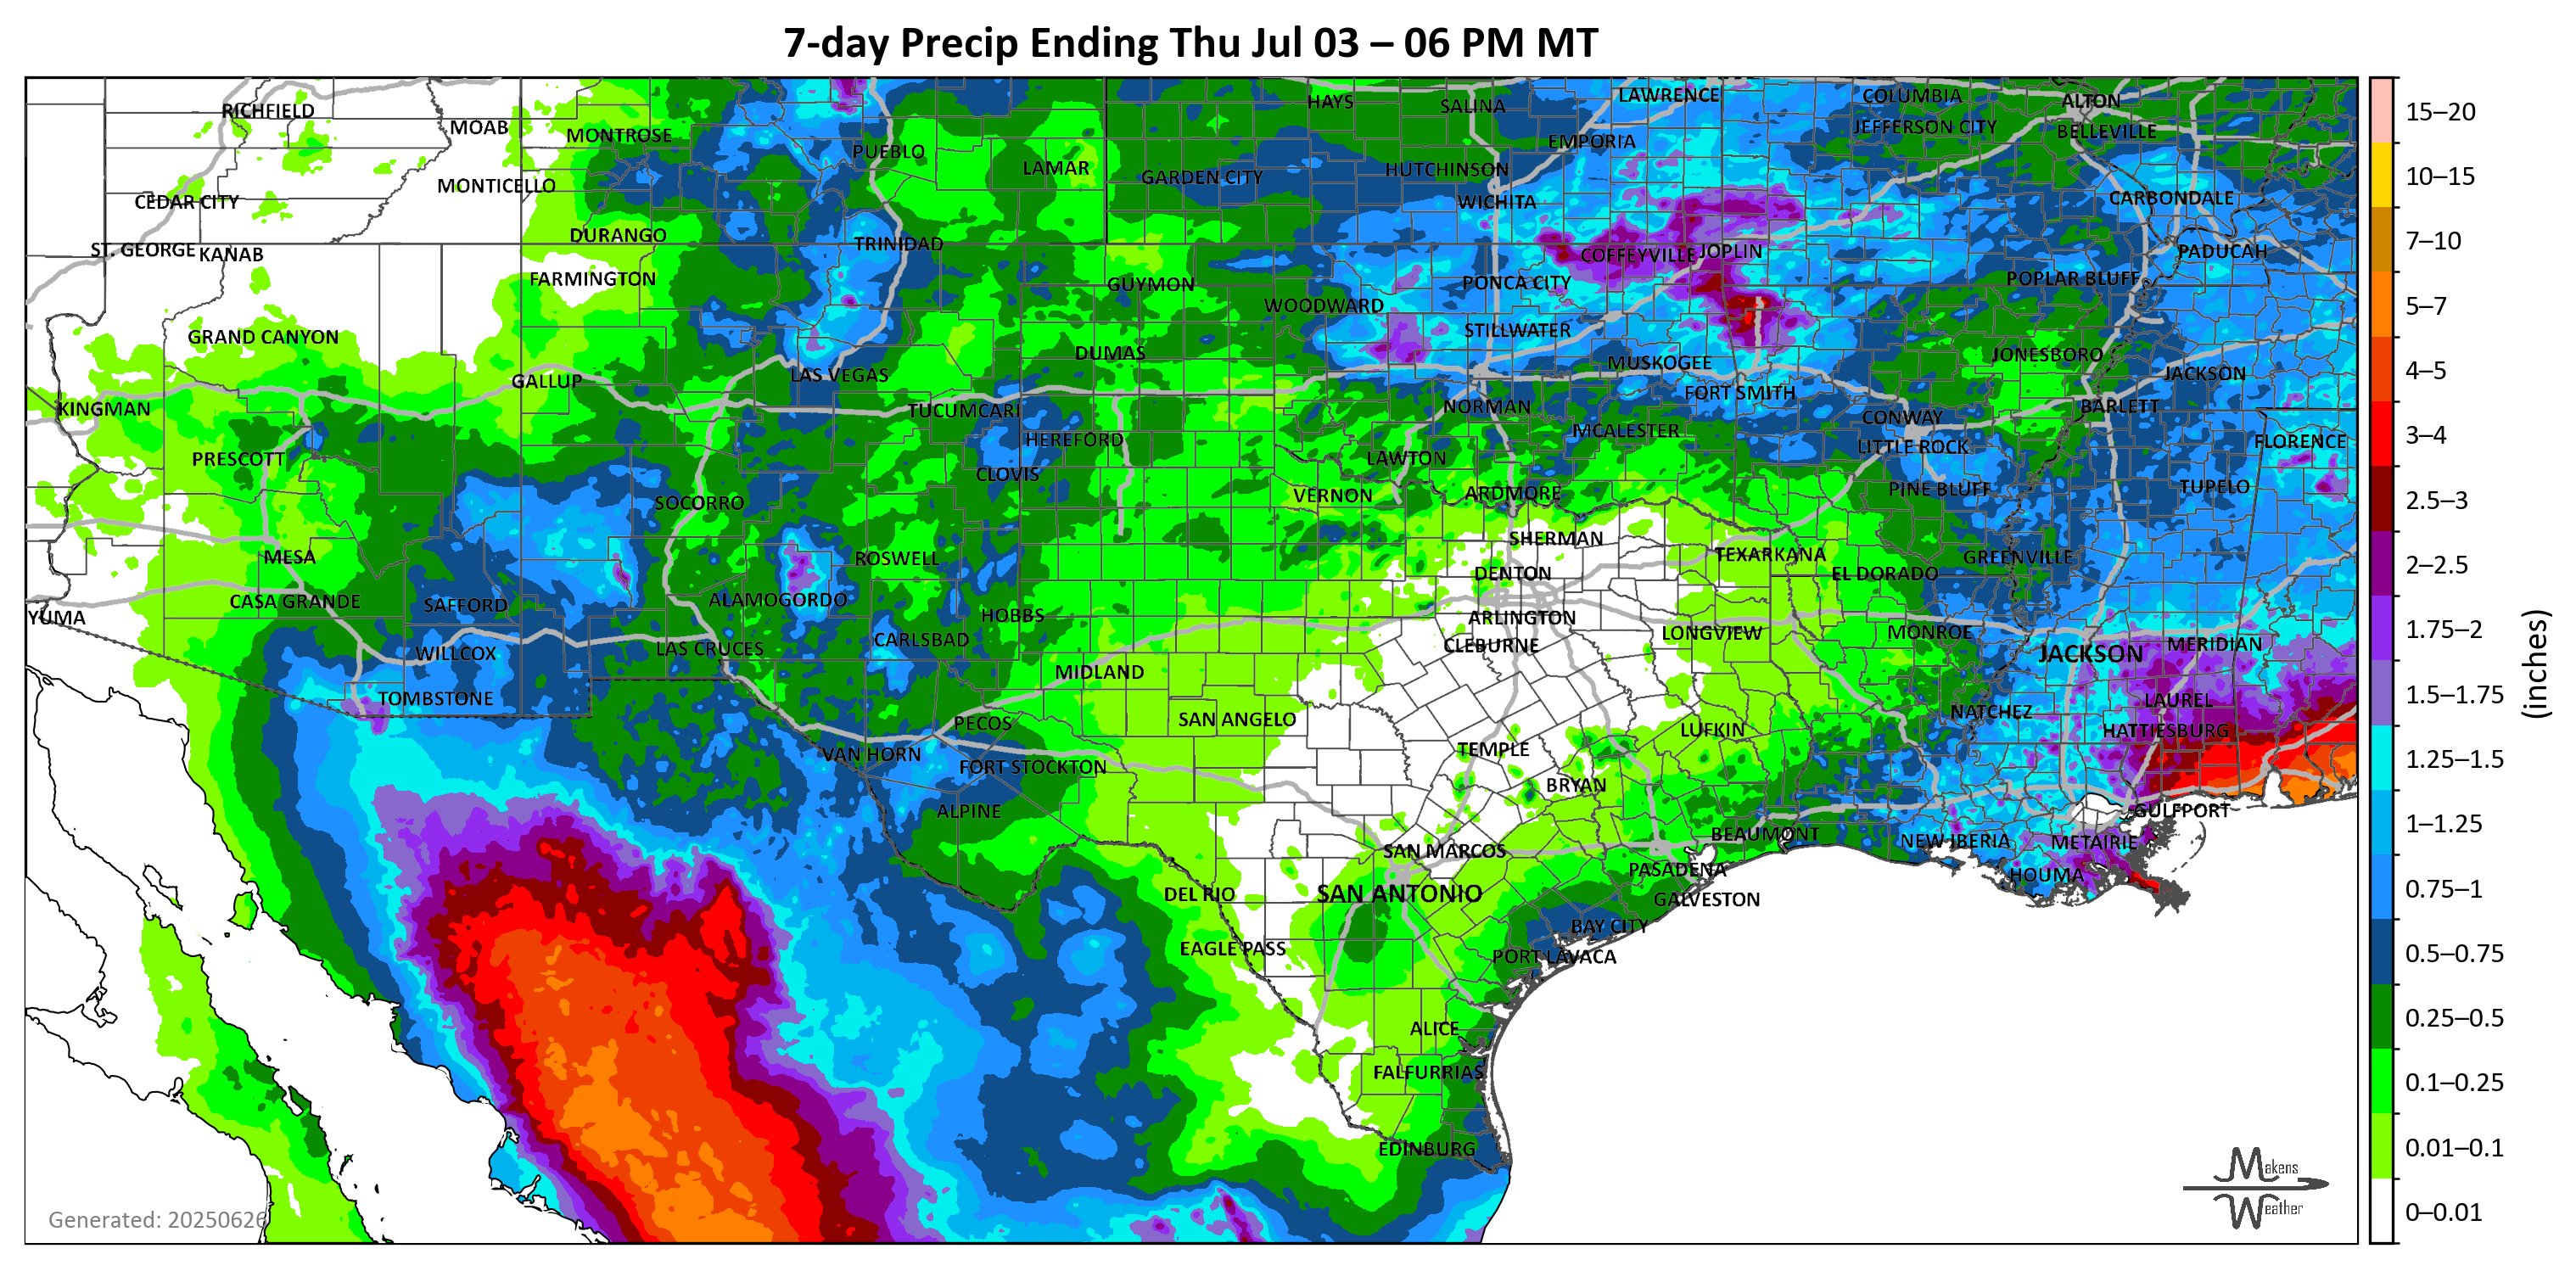 7-day Precip Ending Thu Jul 03 – 06 PM MT
RICHFIELD
MOAB
MONTROSE
PUEBLO
LAMAR
HAYS
SALINA
LAWRENCE
COLUMBIA
ALTON
EMPORIA
JEFFERSON CITY
BELLEVILLE
CEDAR CITY
MONTICELLO
GARDEN CITY
HUTCHINSON
WICHITA
CARBONDALE
ST. GEORGE
KANAB
DURANGO
TRINIDAD
COFFEYVILLE
JOPLIN
PADUCAH
FARMINGTON
GUYMON
WOODWARD
PONCA CITY
POPLAR BLUFF
GRAND CANYON
STILLWATER
DUMAS
MUSKOGEE
JONESBORO
KINGMAN
GALLUP
LAS VEGAS
TUCUMCARI
NORMAN
FORT SMITH
CONWAY
BARLETT
JACKSON
PRESCOTT
HEREFORD
CLOVIS
LAWTON
MCALESTER
LITTLE ROCK
FLORENCE
SOCORRO
VERNON
ARDMORE
PINE BLUFF
TUPELO
MESA
ROSWELL
SHERMAN
DENTON
TEXARKANA
EL DORADO
GREENVILLE
YUMA
CASA GRANDE
SAFFORD
ALAMOGORDO
HOBBS
ARLINGTON
WILLCOX
LAS CRUCES
CARLSBAD
CLEBURNE
LONGVIEW
MONROE
JACKSON
MERIDIAN
TOMBSTONE
MIDLAND
PECOS
SAN ANGELO
LUFKIN
NATCHEZ
LAUREL
HATTIESBURG
VAN HORN
FORT STOCKTON
TEMPLE
BRYAN
ALPINE
SAN MARCOS
BEAUMONT
NEW IBERIA
GULFPORT
METAIRIE
DEL RIO
SAN ANTONIO
PASADENA
GALVESTON
HOUMA
EAGLE PASS
BAY CITY
PORT LAVACA
ALICE
FALFURRIAS
EDINBURG
Generated: 20250626
Makens
Weather
15–20
10–15
7–10
5–7
4–5
3–4
2.5–3
2–2.5
1.75–2
1.5–1.75
1.25–1.5
1–1.25
0.75–1
0.5–0.75
0.25–0.5
0.1–0.25
0.01–0.1
0–0.01
(inches)